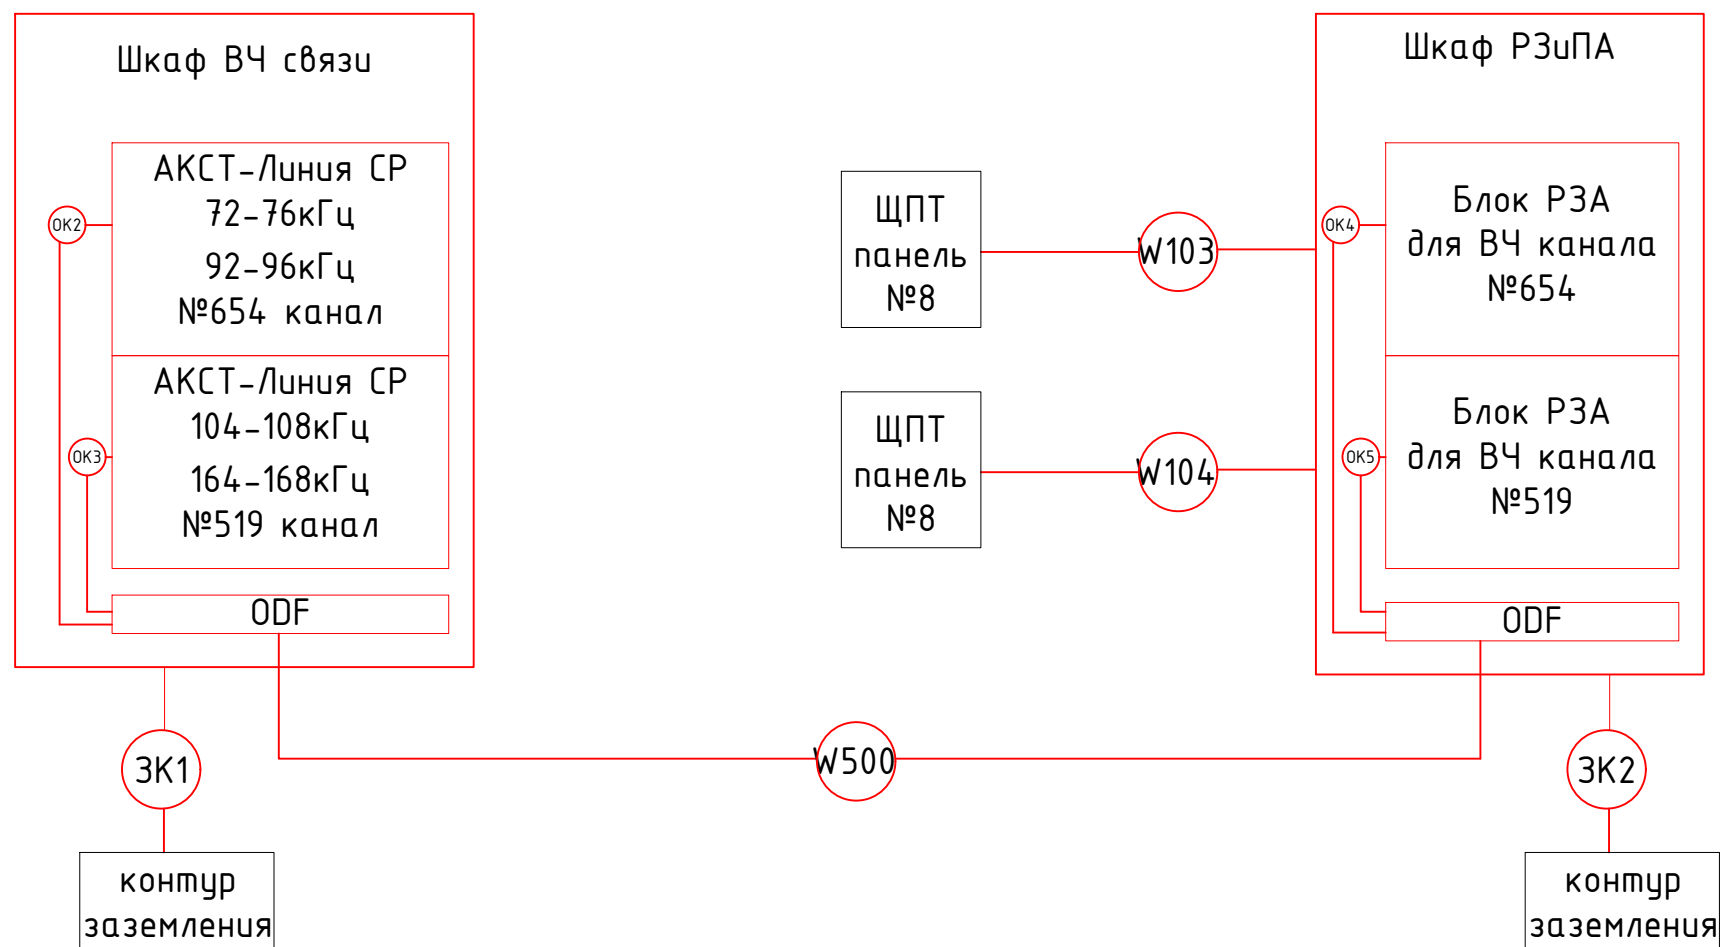 Шкаф ВЧ связи
АКСТ-Линия СР
72-76кГц
92-96кГц
№654 канал
ОК2
АКСТ-Линия СР
104-108кГц
164-168кГц
№519 канал
ОК3
ODF
ЗК1
контур
заземления
ЩПТ
панель
№8
W103
ЩПТ
панель
№8
W104
W500
Шкаф РЗиПА
Блок РЗА
для ВЧ канала
№654
ОК4
Блок РЗА
для ВЧ канала
№519
ОК5
ODF
ЗК2
контур
заземления